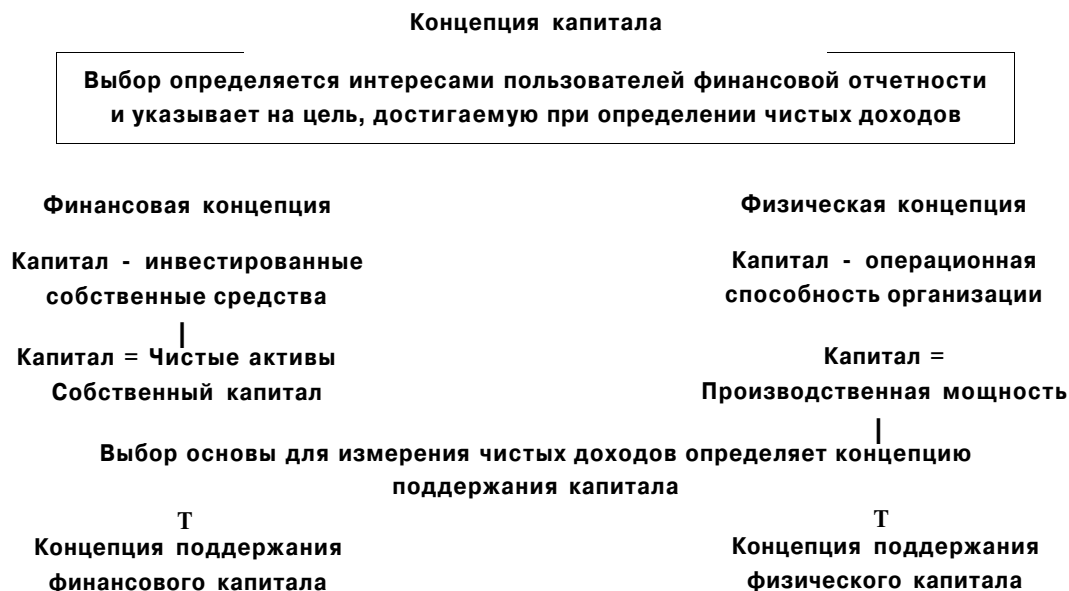 Концепция капитала
Выбор определяется интересами пользователей финансовой отчетности
и указывает на цель, достигаемую при определении чистых доходов
Финансовая концепция
Физическая концепция
Капитал - инвестированные
собственные средства
Капитал - операционная
способность организации
Капитал = Чистые активы
Собственный капитал
Капитал =
Производственная мощность
Выбор основы для измерения чистых доходов определяет концепцию
поддержания капитала
Т
Концепция поддержания
финансового капитала
Т
Концепция поддержания
физического капитала